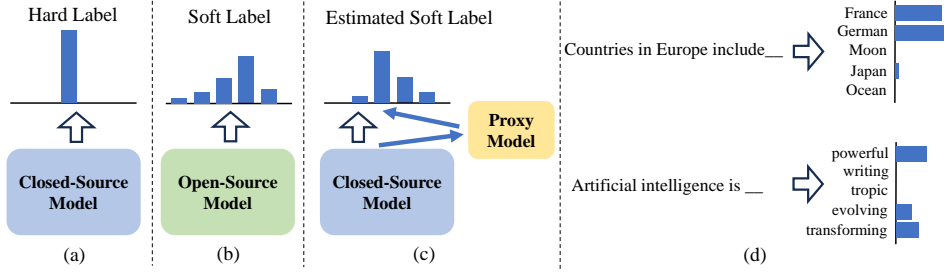 Hard Label
Closed-Source
Model
(a)
Soft Label
Open-Source
Model
(b)
Estimated Soft Label
Proxy
Model
Closed-Source
Model
(c)
Countries in Europe include__
France
German
Moon
Japan
Ocean
Artificial intelligence is __
powerful
writing
tropic
evolving
transforming
(d)